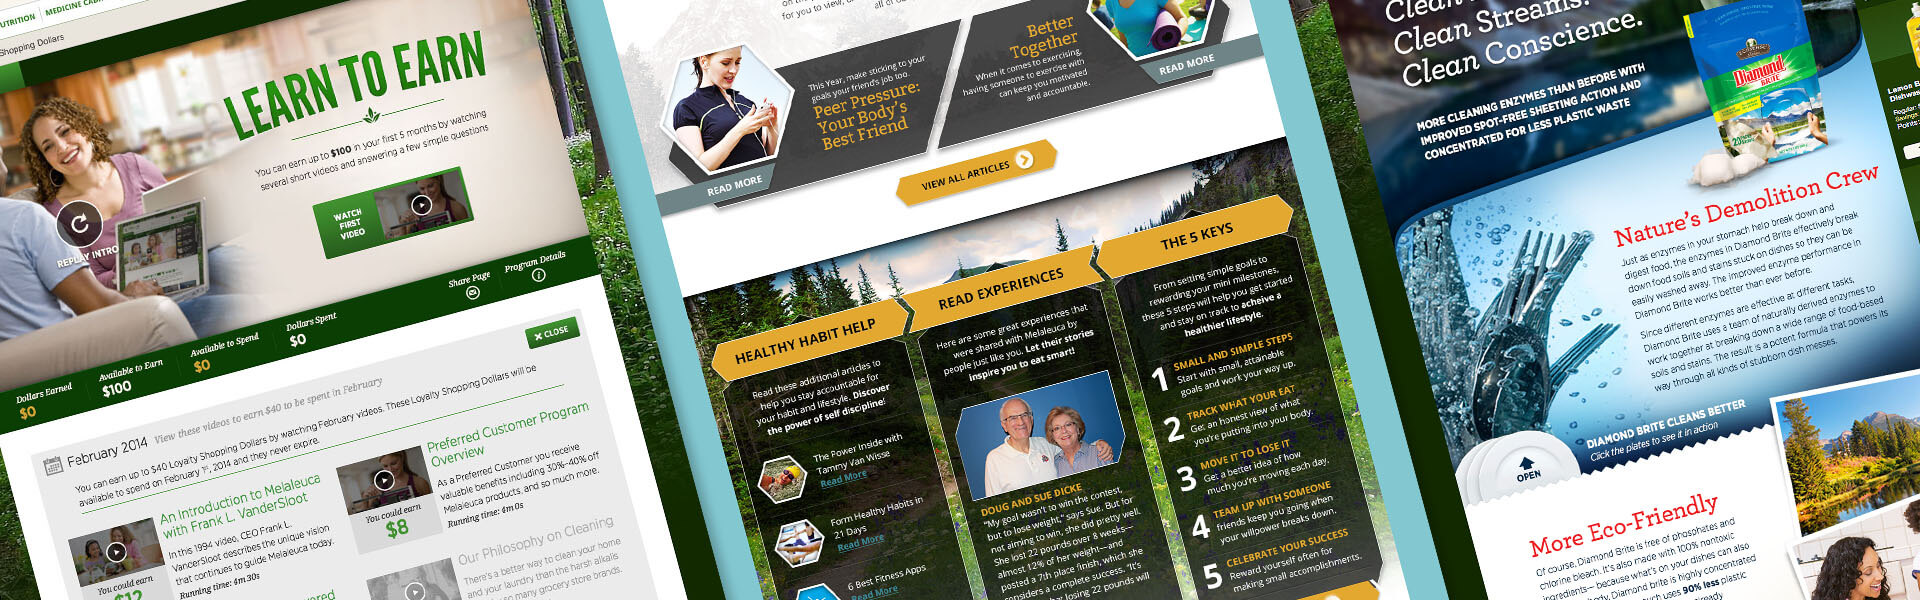 NUTRITION
MEDICINE
Shopping Dollars
LEARN TO EARN
You can earn up to $100 in your first 5 months by watching
several short videos and answering a few simple questions
WATCH
FIRST
VIDEO
REPLAY INTRO
Share Page
Program Details
Dollars Earned
$0
Available to Earn
$100
Available to Spend
$0
Dollars Spent
$0
× CLOSE
February 2014 View these videos to earn $40 to be spent in February
You can earn up to $40 Loyalty Shopping Dollars by watching February videos. These Loyalty Shopping Dollars will be
available to spend on February 1st, 2014 and they never expire.
An Introduction to Melaleuca
with Frank L. VanderSloot
In this 1994 video, CEO Frank L.
VanderSloot describes the unique vision
that continues to guide Melaleuca today.
Running time: 4m.30s
You could earn
$12
Preferred Customer Program
Overview
As a Preferred Customer you receive
valuable benefits including 30%-40% off
Melaleuca products, and so much more.
Running time: 4m 0s
You could earn
$8
Our Philosophy on Cleaning
There's a better way to clean your home
and your laundry than the harsh alkalis
so many grocery store brands.
You could earn
for you to view,
all of
This Year, make sticking to your
goals your friend's job too.
Peer Pressure:
Your Body's
Best Friend
READ MORE
Better
Together
When it comes to exercising,
having someone to exercise with
can keep you motivated
and accountable.
READ MORE
VIEW ALL ARTICLES
HEALTHY HABIT HELP
Read these additional articles to
help you stay accountable for
your habit and lifestyle. Discover
the power of self discipline!
The Power Inside with
Tammy Van Wisse
Read More
Form Healthy Habits in
21 Days
Read More
6 Best Fitness Apps
Read More
READ EXPERIENCES
Here are some great experiences that
were shared with Melaleuca by
people just like you. Let their stories
inspire you to eat smart!
DOUG AND SUE DICKE
"My goal wasn't to win the contest,
but to lose weight," says Sue. But for
not aiming to win, she did pretty well.
She lost 22 pounds over 8 weeks—
almost 12% of her weight—and
posted a 7th place finish, which she
considers a complete success. "It's
losing 22 pounds will
THE 5 KEYS
From setting simple goals to
rewarding your mini milestones,
these 5 steps will help you get started
and stay on track to acheive a
healthier lifestyle.
1 SMALL AND SIMPLE STEPS
Start with small, attainable
goals and work your way up.
2 TRACK WHAT YOUR EAT
Get an honest view of what
you're putting into your body.
3 MOVE IT TO LOSE IT
Get a better idea of how
much you're moving each day.
4 TEAM UP WITH SOMEONE
friends keep you going when
your willpower breaks down.
5 CELEBRATE YOUR SUCCESS
Reward yourself often for
making small accomplishments.
Clean
Clean Streams.
Clean Conscience.
MORE CLEANING ENZYMES THAN BEFORE WITH
IMPROVED SPOT-FREE SHEETING ACTION AND
CONCENTRATED FOR LESS PLASTIC WASTE
Diamond
BRITE
Lemon
Nature's Demolition Crew
Just as enzymes in your stomach help break down and
digest food, the enzymes in Diamond Brite effectively break
down food soils and stains stuck on dishes so they can be
easily washed away. The improved enzyme performance in
Diamond Brite works better than ever before.
Since different enzymes are effective at different tasks,
Diamond Brite uses a team of naturally derived enzymes to
work together at breaking down a wide range of food-based
soils and stains. The result is a potent formula that powers its
way through all kinds of stubborn dish messes.
DIAMOND BRITE CLEANS BETTER
Click the plates to see it in action
OPEN
More Eco-Friendly
Of course, Diamond Brite is free of phosphates and
chlorine bleach. It's also made with 100% nontoxic
ingredients—because what's on your dishes can also
body. Diamond brite is highly concentrated
uses 90% less plastic
already